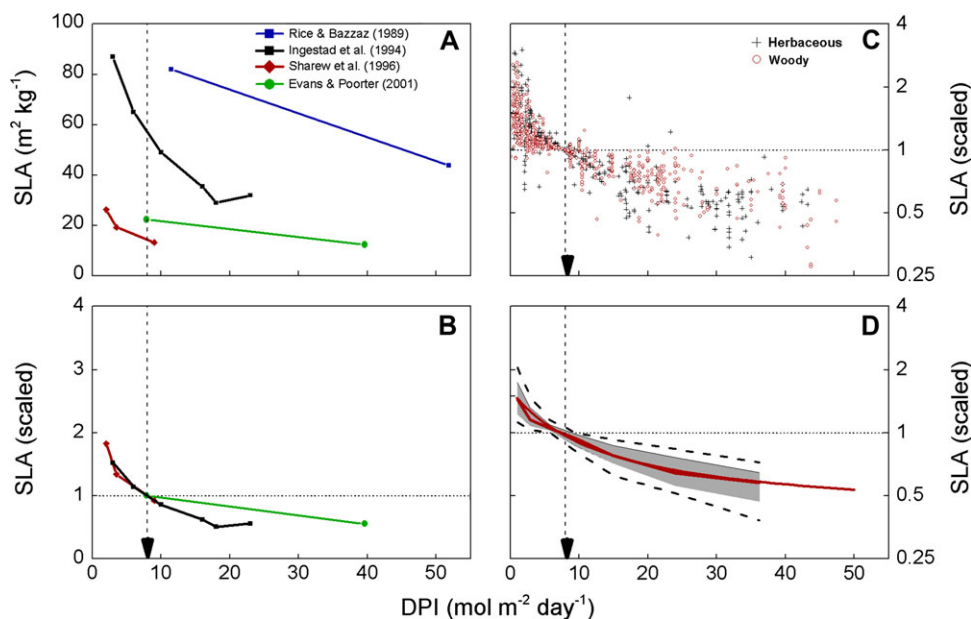 100
80
60
40
20
0
SLA (m² kg⁻¹)
Rice & Bazzaz (1989)
Ingestad et al. (1994)
Sharew et al. (1996)
Evans & Poorter (2001)
A
C
Herbaceous
Woody
4
2
1
0.5
0.25
SLA (scaled)
4
3
2
1
0
SLA (scaled)
B
0 10 20 30 40 50
D
4
2
1
0.5
0.25
SLA (scaled)
0 10 20 30 40 50
DPI (mol m⁻² day⁻¹)